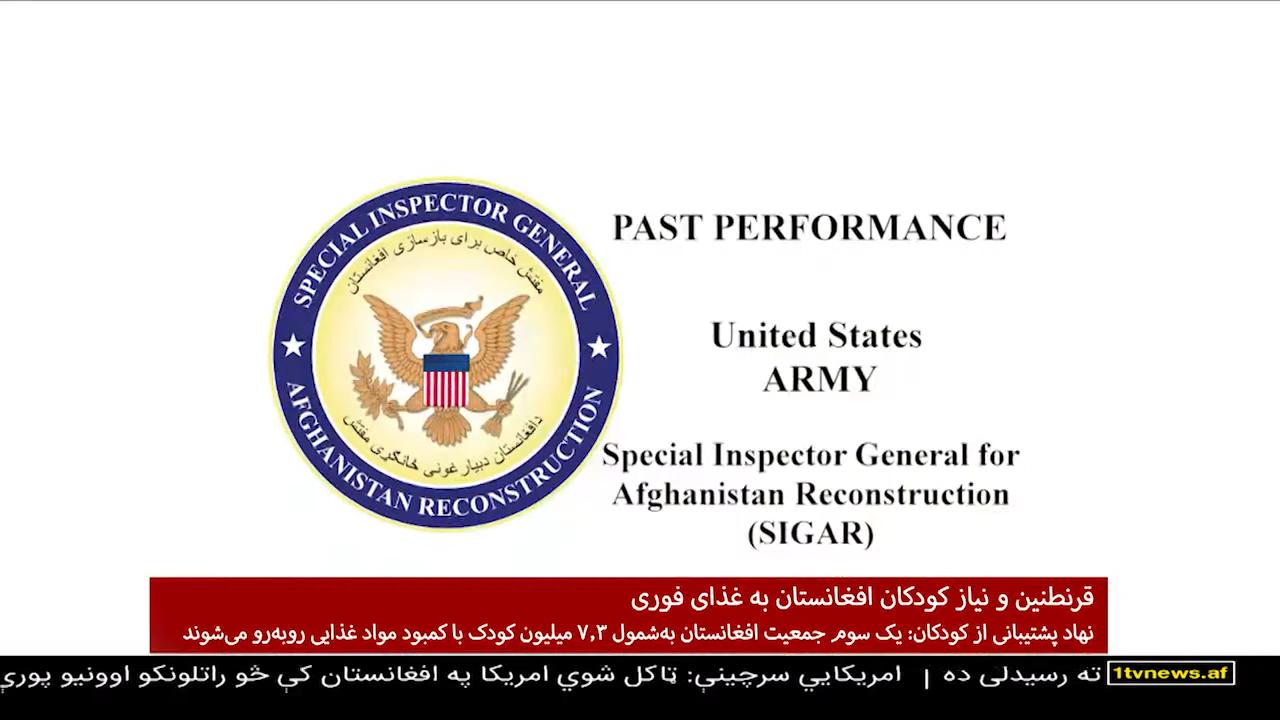 SPECIAL INSPECTOR GENERAL
مفتش خاص برای بازسازی افغانستان
دافغانستان دبیار غونی ځانګړی مفتش
AFGHANISTAN RECONSTRUCTION
PAST PERFORMANCE
United States
ARMY
Special Inspector General for
Afghanistan Reconstruction
(SIGAR)
قرنطنین و نیاز کودکان افغانستان به غذای فوری
نهاد پشتیبانی از کودکان: یک سوم جمعیت افغانستان به‌شمول ۷,۳ میلیون کودک با کمبود مواد غذایی روبه‌رو می‌شوند
ته رسیدلی ده | امریکایي سرچینې: ټاکل شوي امریکا په افغانستان کې څو راتلونکو اوونیو پورې
1tvnews.af